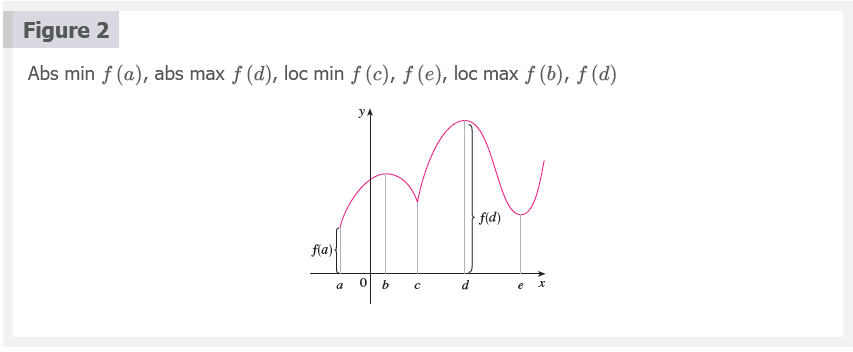 Figure 2
Abs min f (a), abs max f (d), loc min f (c), f (e), loc max f (b), f (d)
y
f(d)
f(a)
a 0 b c d e x